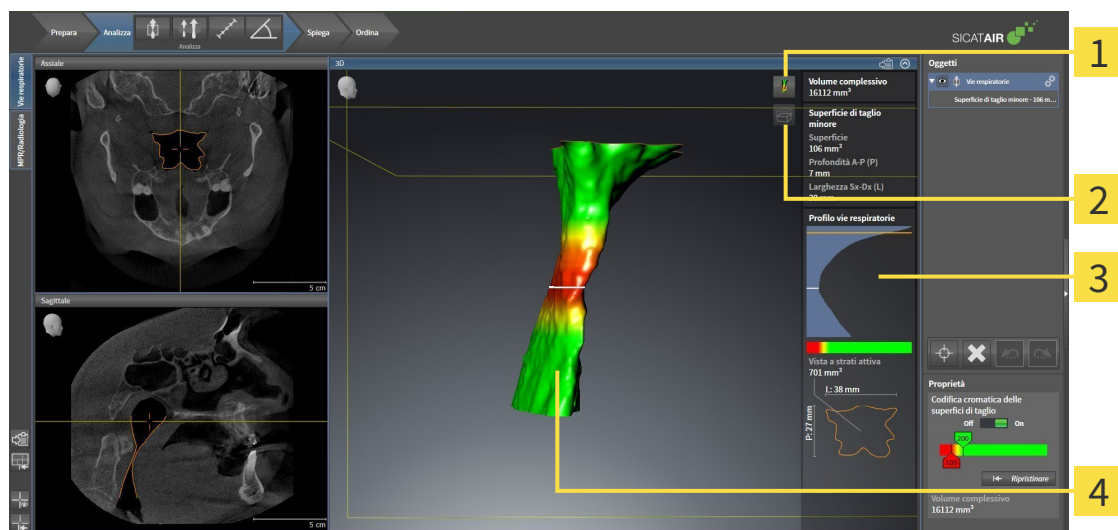 Prepara
Analizza
Analizza
Spiega
Ordina
SICATAIR
1
Vie respiratorie
MPR/Radiologia
Assiale
5 cm
Sagittale
5 cm
3D
Volume complessivo
16112 mm³
Superficie di taglio
minore
Superficie
106 mm²
Profondità A-P (P)
7 mm
Larghezza Sx-Dx (L)
Profilo vie respiratorie
Vista a strati attiva
701 mm²
L: 38 mm
P: 27 mm
Oggetti
Vie respiratorie
Superficie di taglio minore - 106 m...
2
3
Proprietà
Codifica cromatica delle
superfici di taglio
Off On
200
100
Ripristinare
Volume complessivo
16112 mm³
4